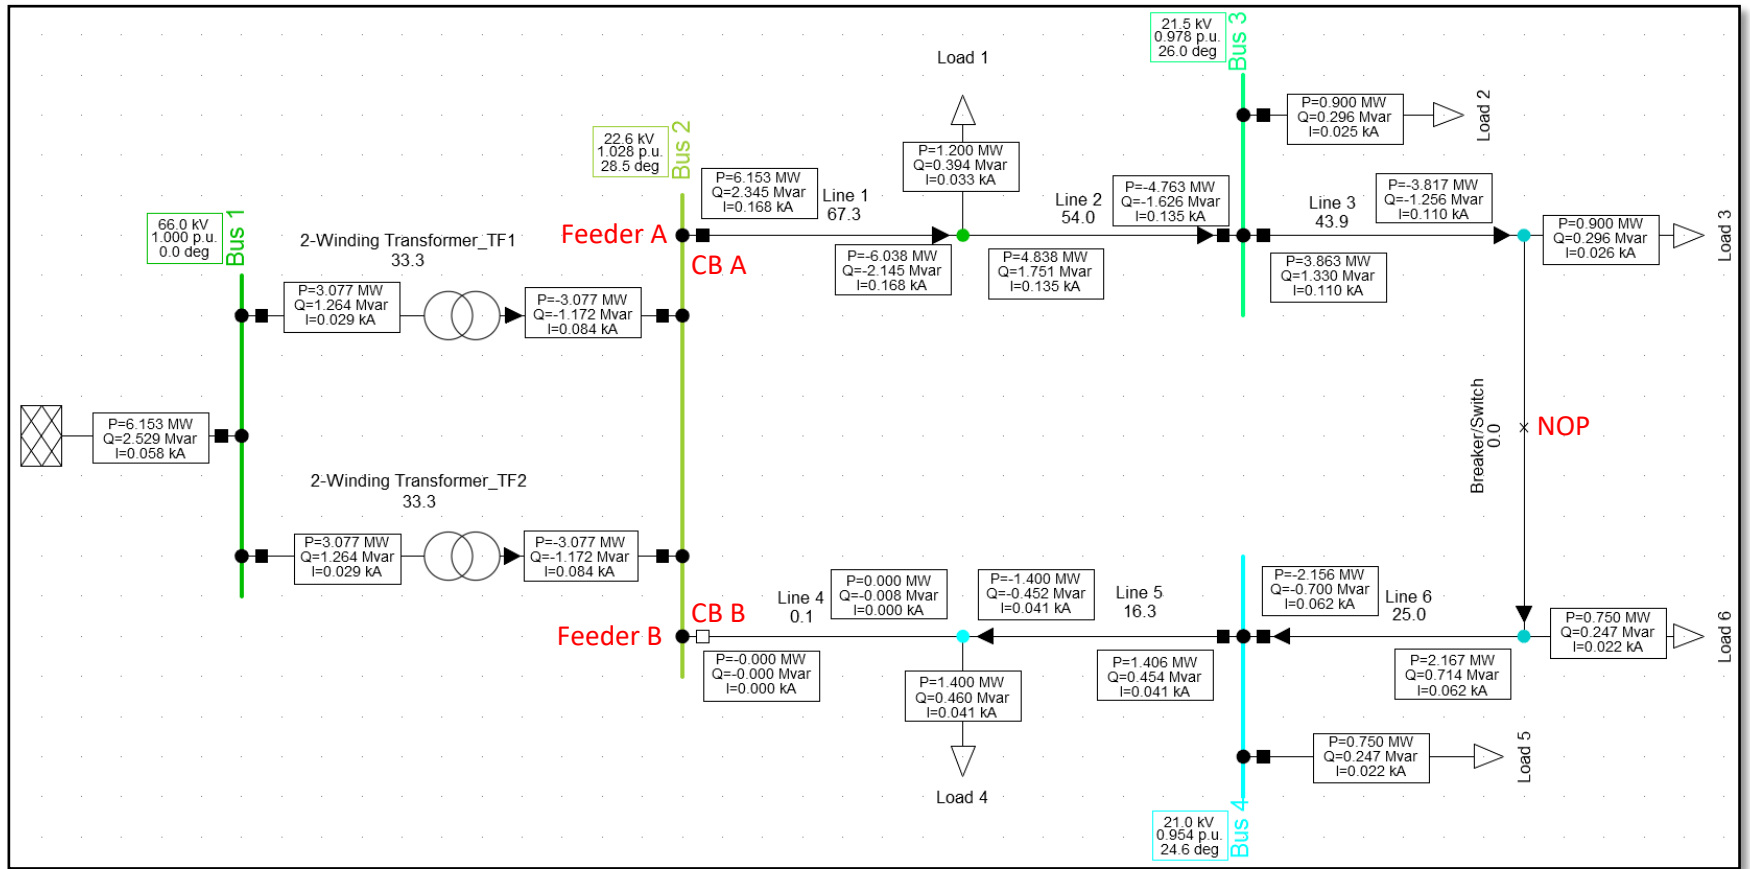 Load 1
21.5 kV
0.978 p.u.
26.0 deg
Bus 3
P=0.900 MW
Q=0.296 Mvar
I=0.025 kA
Load 2
22.6 kV
1.028 p.u.
28.5 deg
Bus 2
P=6.153 MW
Q=2.345 Mvar
I=0.168 kA
Line 1
67.3
P=1.200 MW
Q=0.394 Mvar
I=0.033 kA
Line 2
54.0
P=-4.763 MW
Q=-1.626 Mvar
I=0.135 kA
Line 3
43.9
P=-3.817 MW
Q=-1.256 Mvar
I=0.110 kA
P=0.900 MW
Q=0.296 Mvar
I=0.026 kA
Load 3
66.0 kV
1.000 p.u.
0.0 deg
Bus 1
2-Winding Transformer_TF1
33.3
Feeder A
CB A
P=-6.038 MW
Q=-2.145 Mvar
I=0.168 kA
P=4.838 MW
Q=1.751 Mvar
I=0.135 kA
P=3.863 MW
Q=1.330 Mvar
I=0.110 kA
P=3.077 MW
Q=1.264 Mvar
I=0.029 kA
P=-3.077 MW
Q=-1.172 Mvar
I=0.084 kA
P=6.153 MW
Q=2.529 Mvar
I=0.058 kA
Breaker/Switch
0.0
NOP
2-Winding Transformer_TF2
33.3
P=3.077 MW
Q=1.264 Mvar
I=0.029 kA
P=-3.077 MW
Q=-1.172 Mvar
I=0.084 kA
CB B
Feeder B
Line 4
0.1
P=0.000 MW
Q=-0.008 Mvar
I=0.000 kA
P=-1.400 MW
Q=-0.452 Mvar
I=0.041 kA
Line 5
16.3
P=-2.156 MW
Q=-0.700 Mvar
I=0.062 kA
Line 6
25.0
P=0.750 MW
Q=0.247 Mvar
I=0.022 kA
Load 6
P=-0.000 MW
Q=-0.000 Mvar
I=0.000 kA
P=1.400 MW
Q=0.460 Mvar
I=0.041 kA
P=1.406 MW
Q=0.454 Mvar
I=0.041 kA
P=2.167 MW
Q=0.714 Mvar
I=0.062 kA
P=0.750 MW
Q=0.247 Mvar
I=0.022 kA
Load 5
Load 4
21.0 kV
0.954 p.u.
24.6 deg
Bus 4